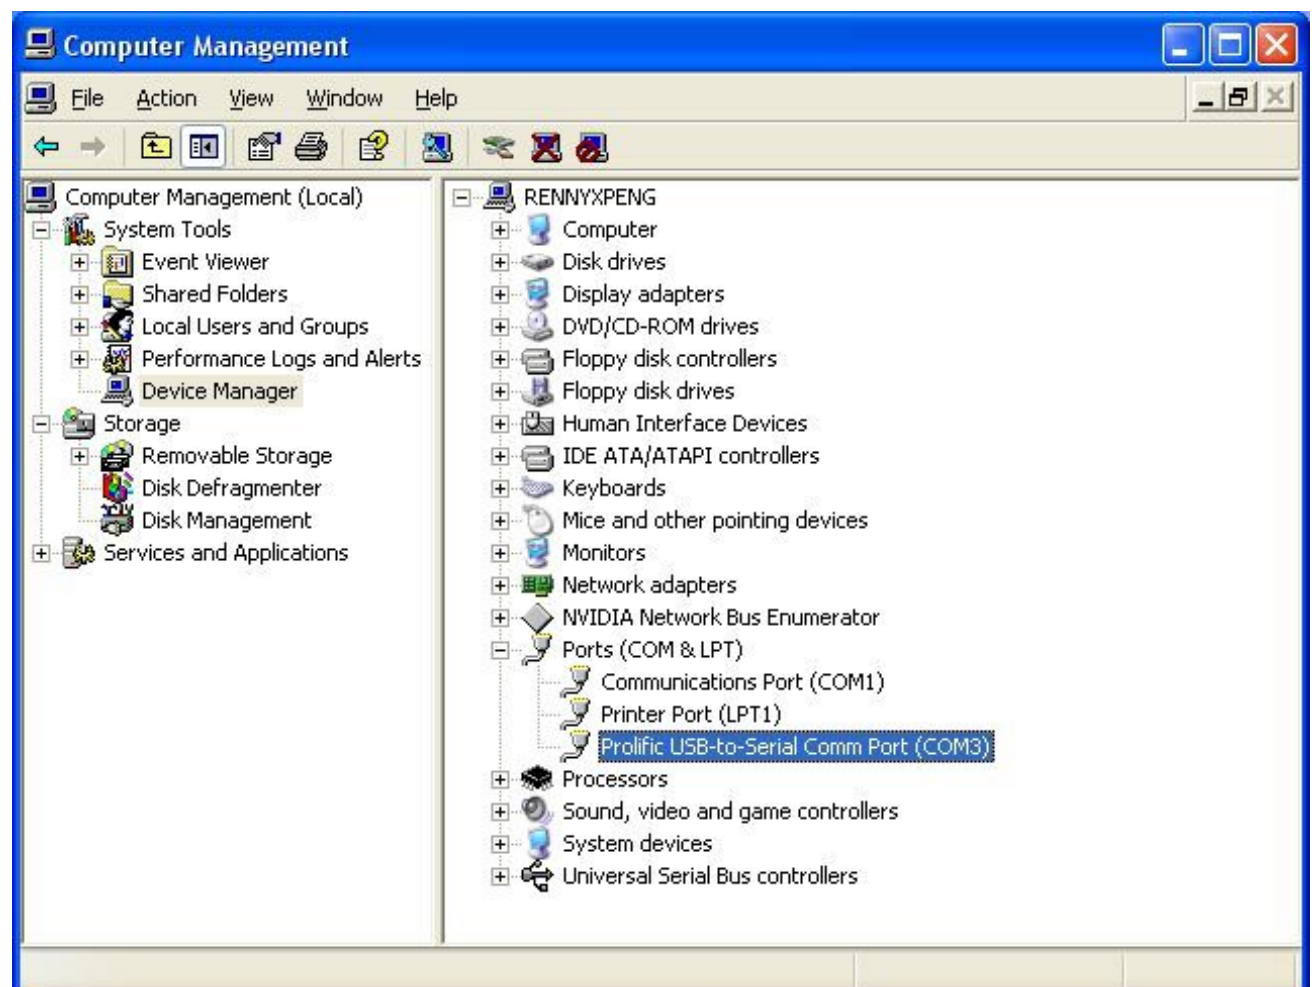 Computer Management
File Action View Window Help
Computer Management (Local)
System Tools
Event Viewer
Shared Folders
Local Users and Groups
Performance Logs and Alerts
Device Manager
Storage
Removable Storage
Disk Defragmenter
Disk Management
Services and Applications
RENNYXPENG
Computer
Disk drives
Display adapters
DVD/CD-ROM drives
Floppy disk controllers
Floppy disk drives
Human Interface Devices
IDE ATA/ATAPI controllers
Keyboards
Mice and other pointing devices
Monitors
Network adapters
NVIDIA Network Bus Enumerator
Ports (COM & LPT)
Communications Port (COM1)
Printer Port (LPT1)
Prolific USB-to-Serial Comm Port (COM3)
Processors
Sound, video and game controllers
System devices
Universal Serial Bus controllers